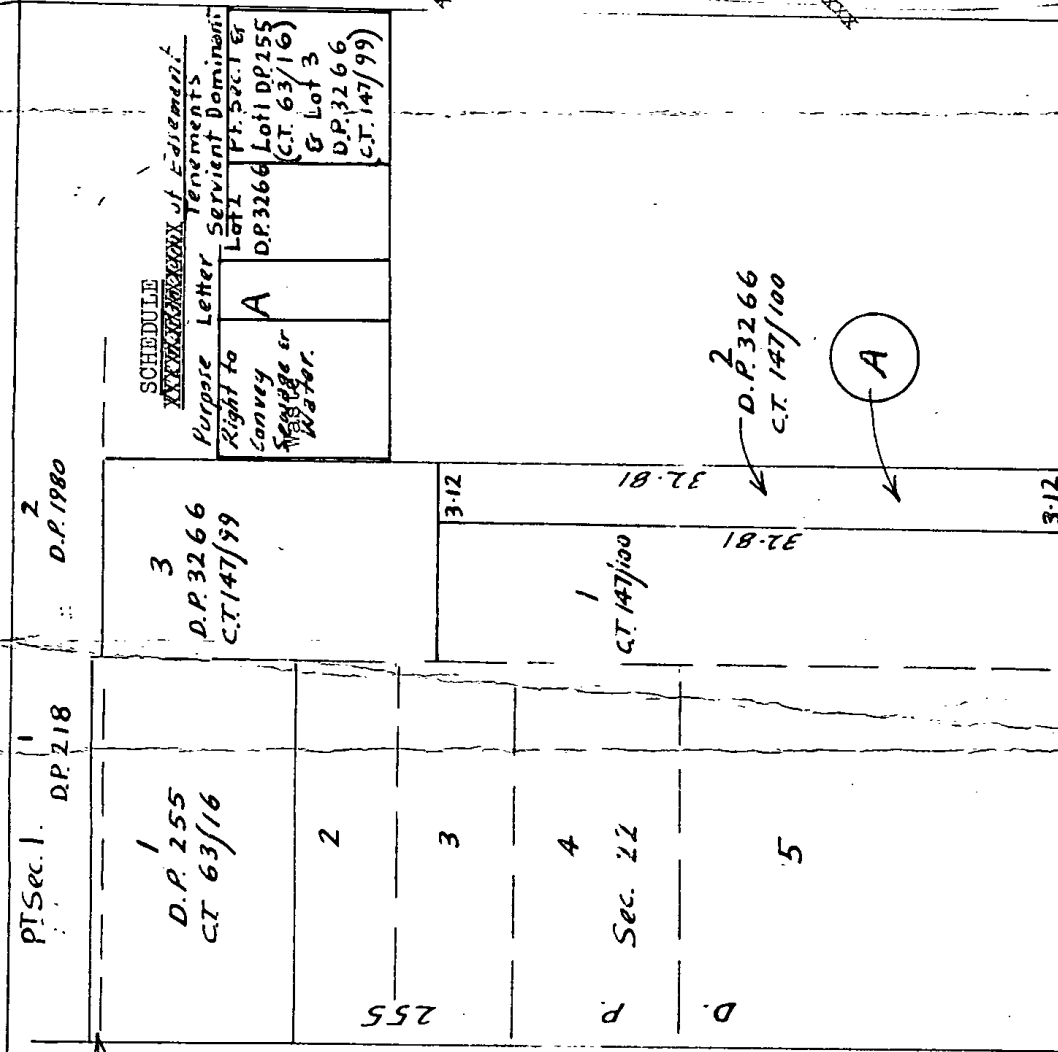 SCHEDULE
of Easement
Tenements
Purpose Letter Servient Dominant
Right to
Convey
Sewage &
Waste
Water.
A
Lot 2
D.P. 3266
Pt. Sec. 1 &
Lot 1 D.P. 255
(C.T. 63/16)
& Lot 3
D.P. 3266
(C.T. 147/99)
PT Sec. 1.
1
D.P. 218
2
D.P. 1980
1
D.P. 255
C.T 63/16
3
D.P. 3266
C.T. 147/99
2
3
4
Sec. 22
5
D. P. 255
1
C.T. 147/100
3·12
32·81
32·81
3·12
2
D.P. 3266
C.T. 147/100
A